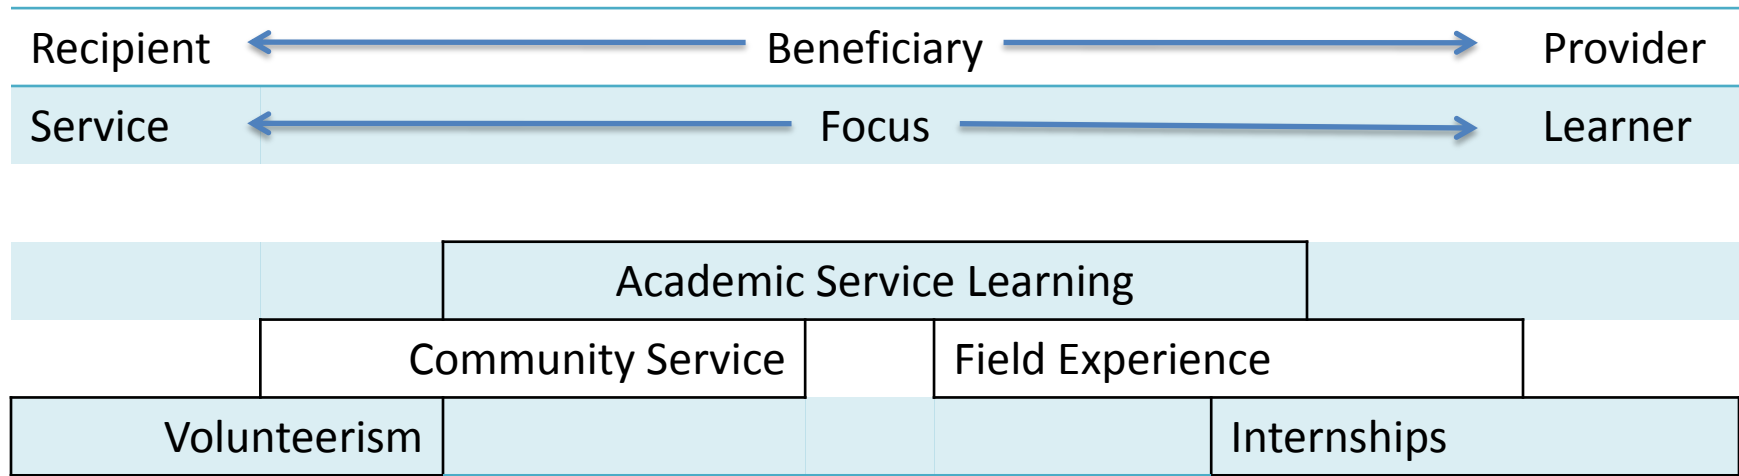 Recipient Beneficiary Provider
Service Focus Learner
Academic Service Learning
Community Service Field Experience
Volunteerism Internships